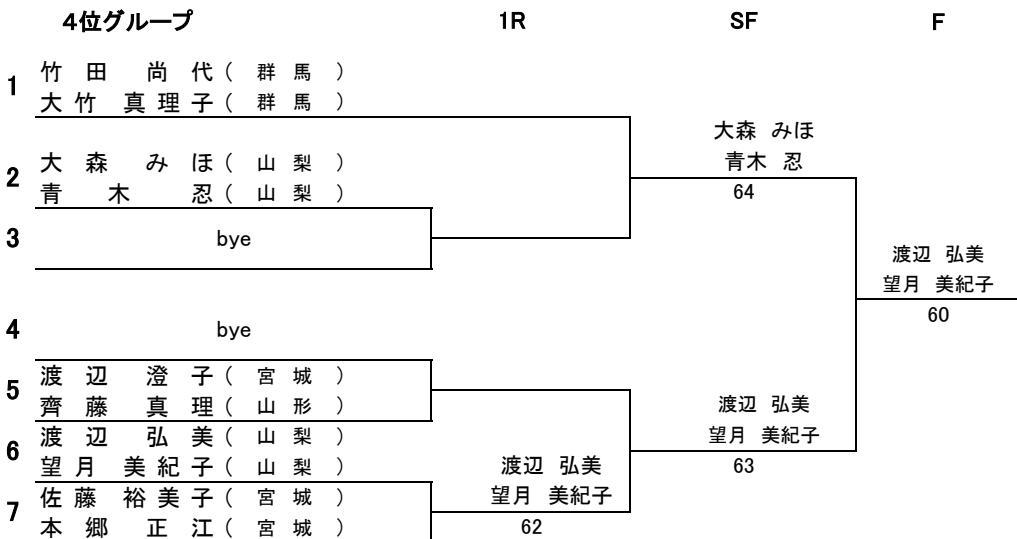 4位グループ 1R SF F
1 竹田 尚代 ( 群馬 )
大竹 真理子 ( 群馬 )
大森 みほ
青木 忍
64
2 大森 みほ ( 山梨 )
青木 忍 ( 山梨 )
3 bye
渡辺 弘美
望月 美紀子
60
4 bye
5 渡辺 澄子 ( 宮城 )
齊藤 真理 ( 山形 )
渡辺 弘美
望月 美紀子
63
6 渡辺 弘美 ( 山梨 )
望月 美紀子 ( 山梨 )
渡辺 弘美
望月 美紀子
62
7 佐藤 裕美子 ( 宮城 )
本郷 正江 ( 宮城 )